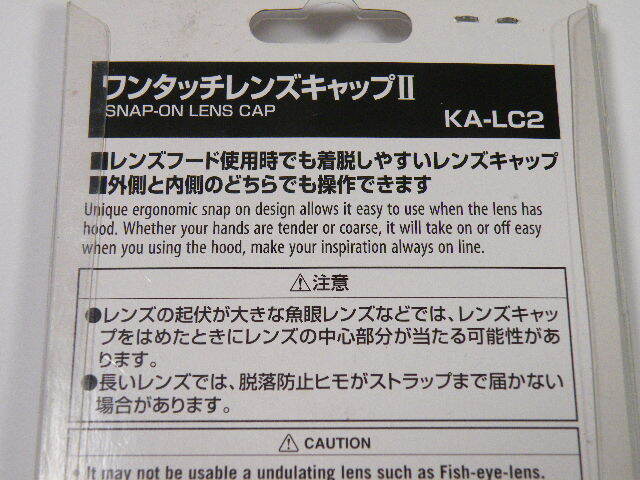 ワンタッチレンズキャップⅡ
SNAP-ON LENS CAP
KA-LC2
■レンズフード使用時でも着脱しやすいレンズキャップ
■外側と内側のどちらでも操作できます
Unique ergonomic snap on design allows it easy to use when the lens has
hood. Whether your hands are tender or coarse, it will take on or off easy
when you using the hood, make your inspiration always on line.
⚠注意
●レンズの起伏が大きな魚眼レンズなどでは、レンズキャッ
プをはめたときにレンズの中心部分が当たる可能性があ
ります。
●長いレンズでは、脱落防止ヒモがストラップまで届かない
場合があります。
⚠ CAUTION
• It may not be usable a undulating lens such as Fish-eye-lens.